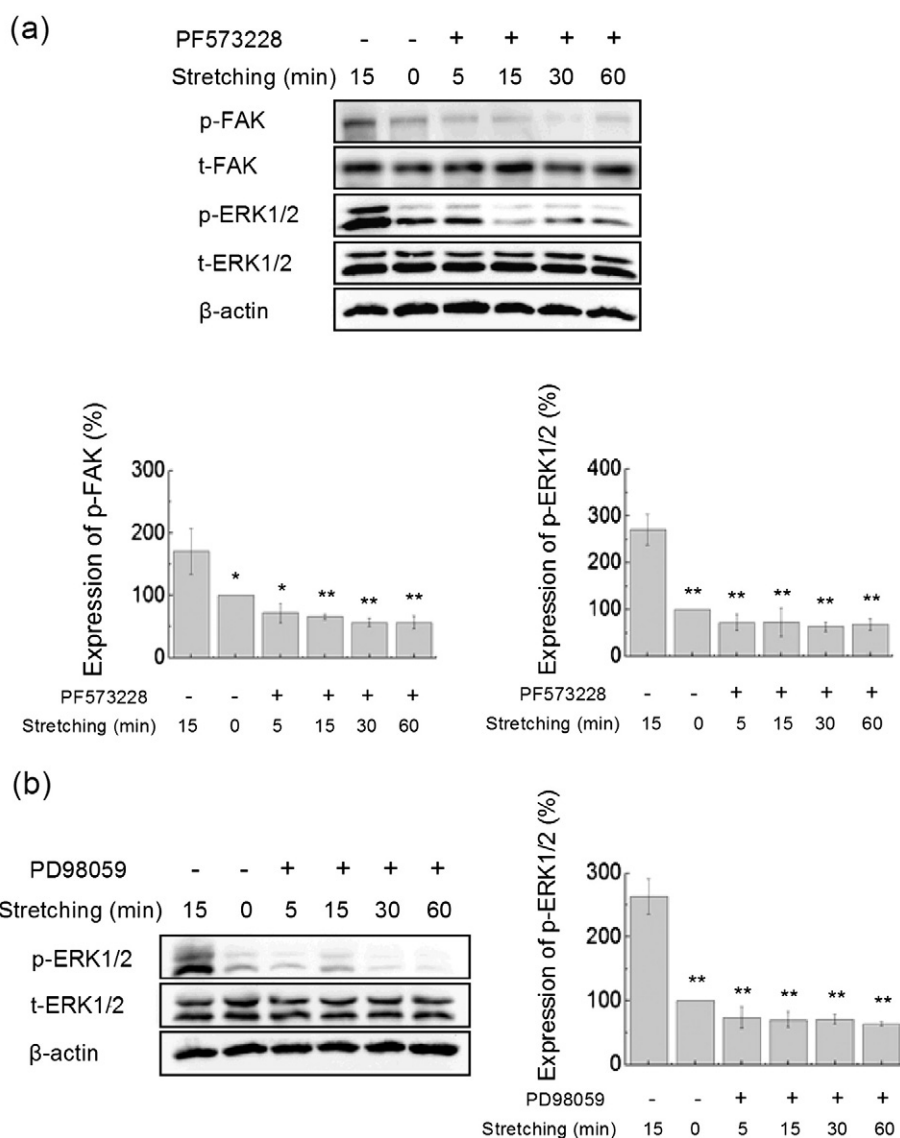 (a)
PF573228 - - + + + +
Stretching (min) 15 0 5 15 30 60
p-FAK
t-FAK
p-ERK1/2
t-ERK1/2
β-actin
Expression of p-FAK (%)
300
200
100
0
* * ** ** **
PF573228 - - + + + +
Stretching (min) 15 0 5 15 30 60
Expression of p-ERK1/2 (%)
400
300
200
100
0
** ** ** ** **
PF573228 - - + + + +
Stretching (min) 15 0 5 15 30 60
(b)
PD98059 - - + + + +
Stretching (min) 15 0 5 15 30 60
p-ERK1/2
t-ERK1/2
β-actin
Expression of p-ERK1/2 (%)
300
200
100
0
** ** ** ** **
PD98059 - - + + + +
Stretching (min) 15 0 5 15 30 60